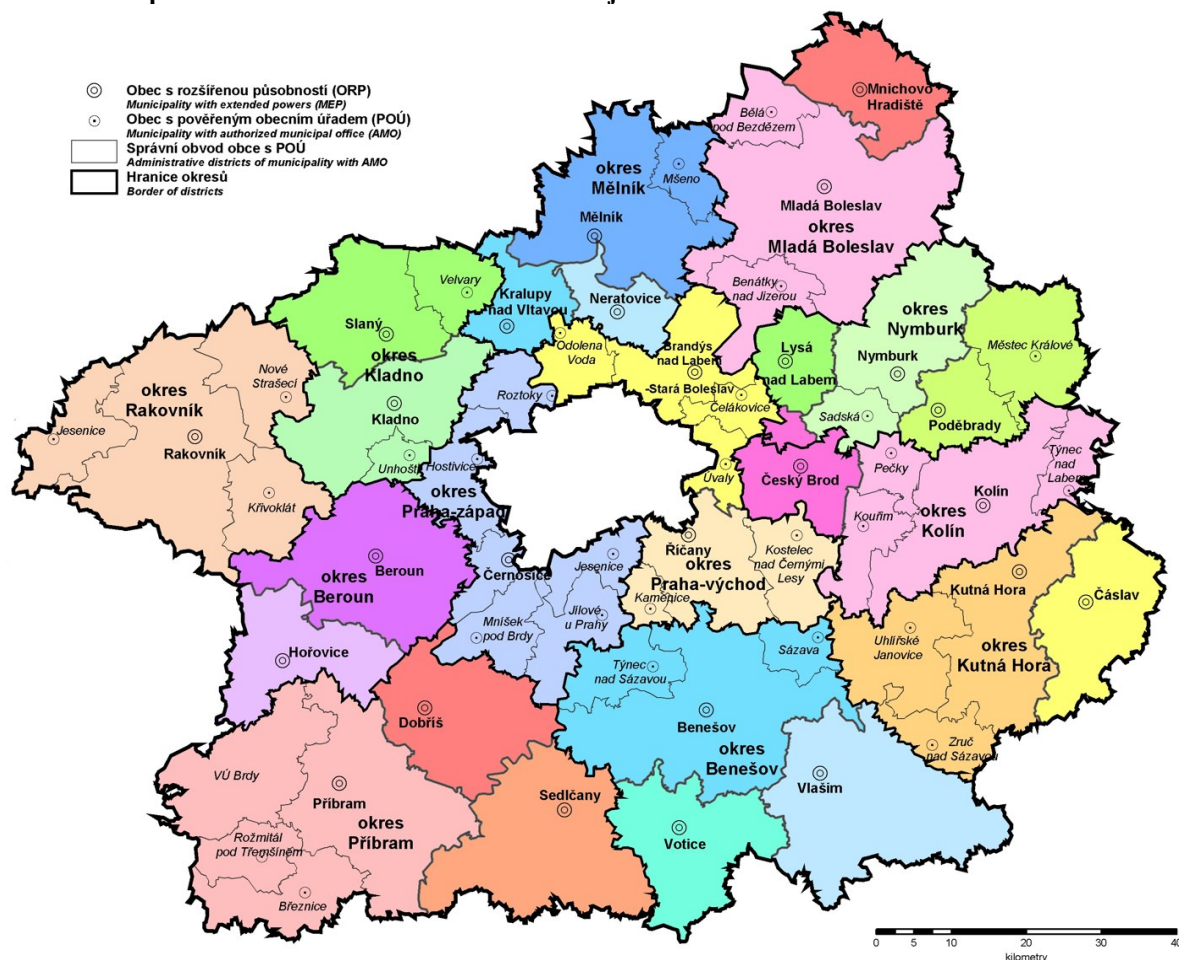 Obec s rozšířenou působností (ORP)
Municipality with extended powers (MEP)
Obec s pověřeným obecním úřadem (POÚ)
Municipality with authorized municipal office (AMO)
Správní obvod obce s POÚ
Administrative districts of municipality with AMO
Hranice okresů
Border of districts
Mnichovo
Hradiště
Bělá
pod Bezdězem
okres
Mělník
Mšeno
Mělník
Mladá Boleslav
okres
Mladá Boleslav
Benátky
nad Jizerou
Velvary
Slaný
okres
Kladno
Kralupy
nad Vltavou
Neratovice
Odolena
Voda
Brandýs
nad Labem
-Stará Boleslav
Čelákovice
Lysá
nad Labem
okres
Nymburk
Nymburk
Městec Králové
Sadská
Poděbrady
Nové
Strašecí
okres
Rakovník
Jesenice
Rakovník
Křivoklát
Kladno
Unhošť
Roztoky
Hostivice
okres
Praha-západ
Úvaly
Český Brod
Pečky
Týnec
nad
Labem
Kolín
okres
Kolín
Kouřim
Beroun
okres
Beroun
Černošice
Jesenice
Jílové
u Prahy
Mníšek
pod Brdy
Říčany
okres
Praha-východ
Kostelec
nad Černými
Lesy
Kamenice
Kutná Hora
Čáslav
Uhlířské
Janovice
okres
Kutná Hora
Zruč
nad Sázavou
Hořovice
Dobříš
Týnec
nad Sázavou
Sázava
Benešov
okres
Benešov
Vlašim
VÚ Brdy
Příbram
okres
Příbram
Rožmitál
pod Třemšínem
Březnice
Sedlčany
Votice
0 5 10 20 30 40
kilometry